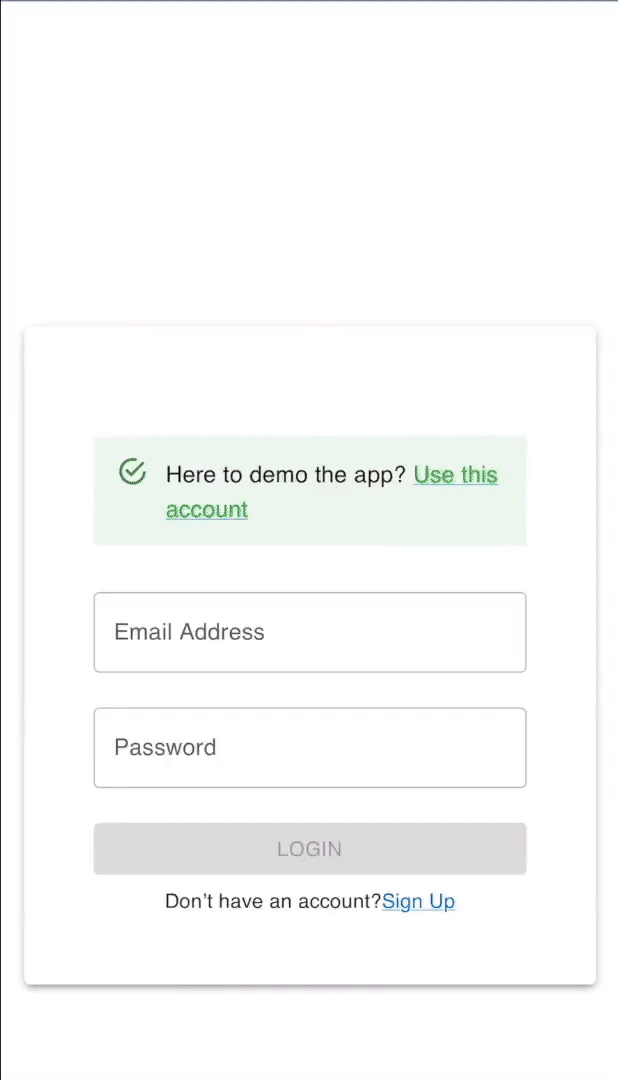 Here to demo the app? Use this
account
Email Address
Password
LOGIN
Don't have an account?Sign Up